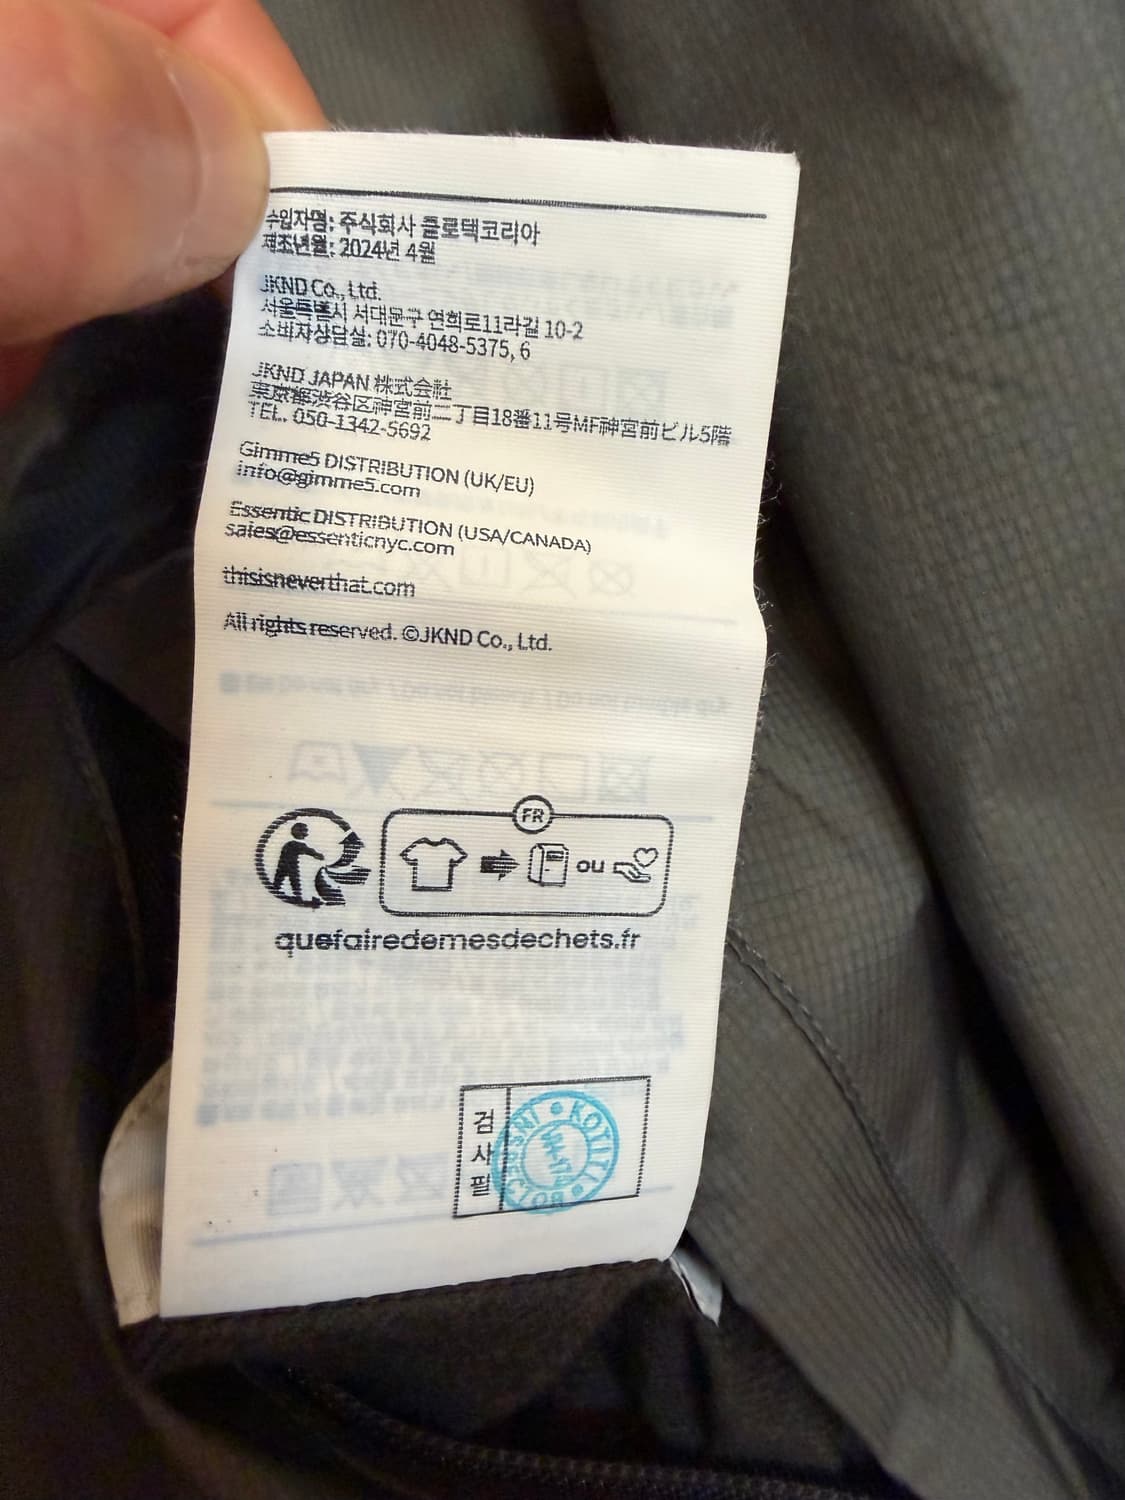 수입자명: 주식회사 클로텍코리아
제조년월: 2024년 4월
JKND Co., Ltd.
서울특별시 서대문구 연희로11라길 10-2
소비자상담실: 070-4048-5375, 6
JKND JAPAN 株式会社
東京都渋谷区神宮前二丁目18番11号MF神宮前ビル5階
TEL. 050-1342-5692
Gimme5 DISTRIBUTION (UK/EU)
info@gimme5.com
Essentic DISTRIBUTION (USA/CANADA)
sales@essenticnyc.com
thisisneverthat.com
All rights reserved. ©JKND Co., Ltd.
FR
ou
quefairedemesdechets.fr
검사필
KOTITI
INSPECTOR